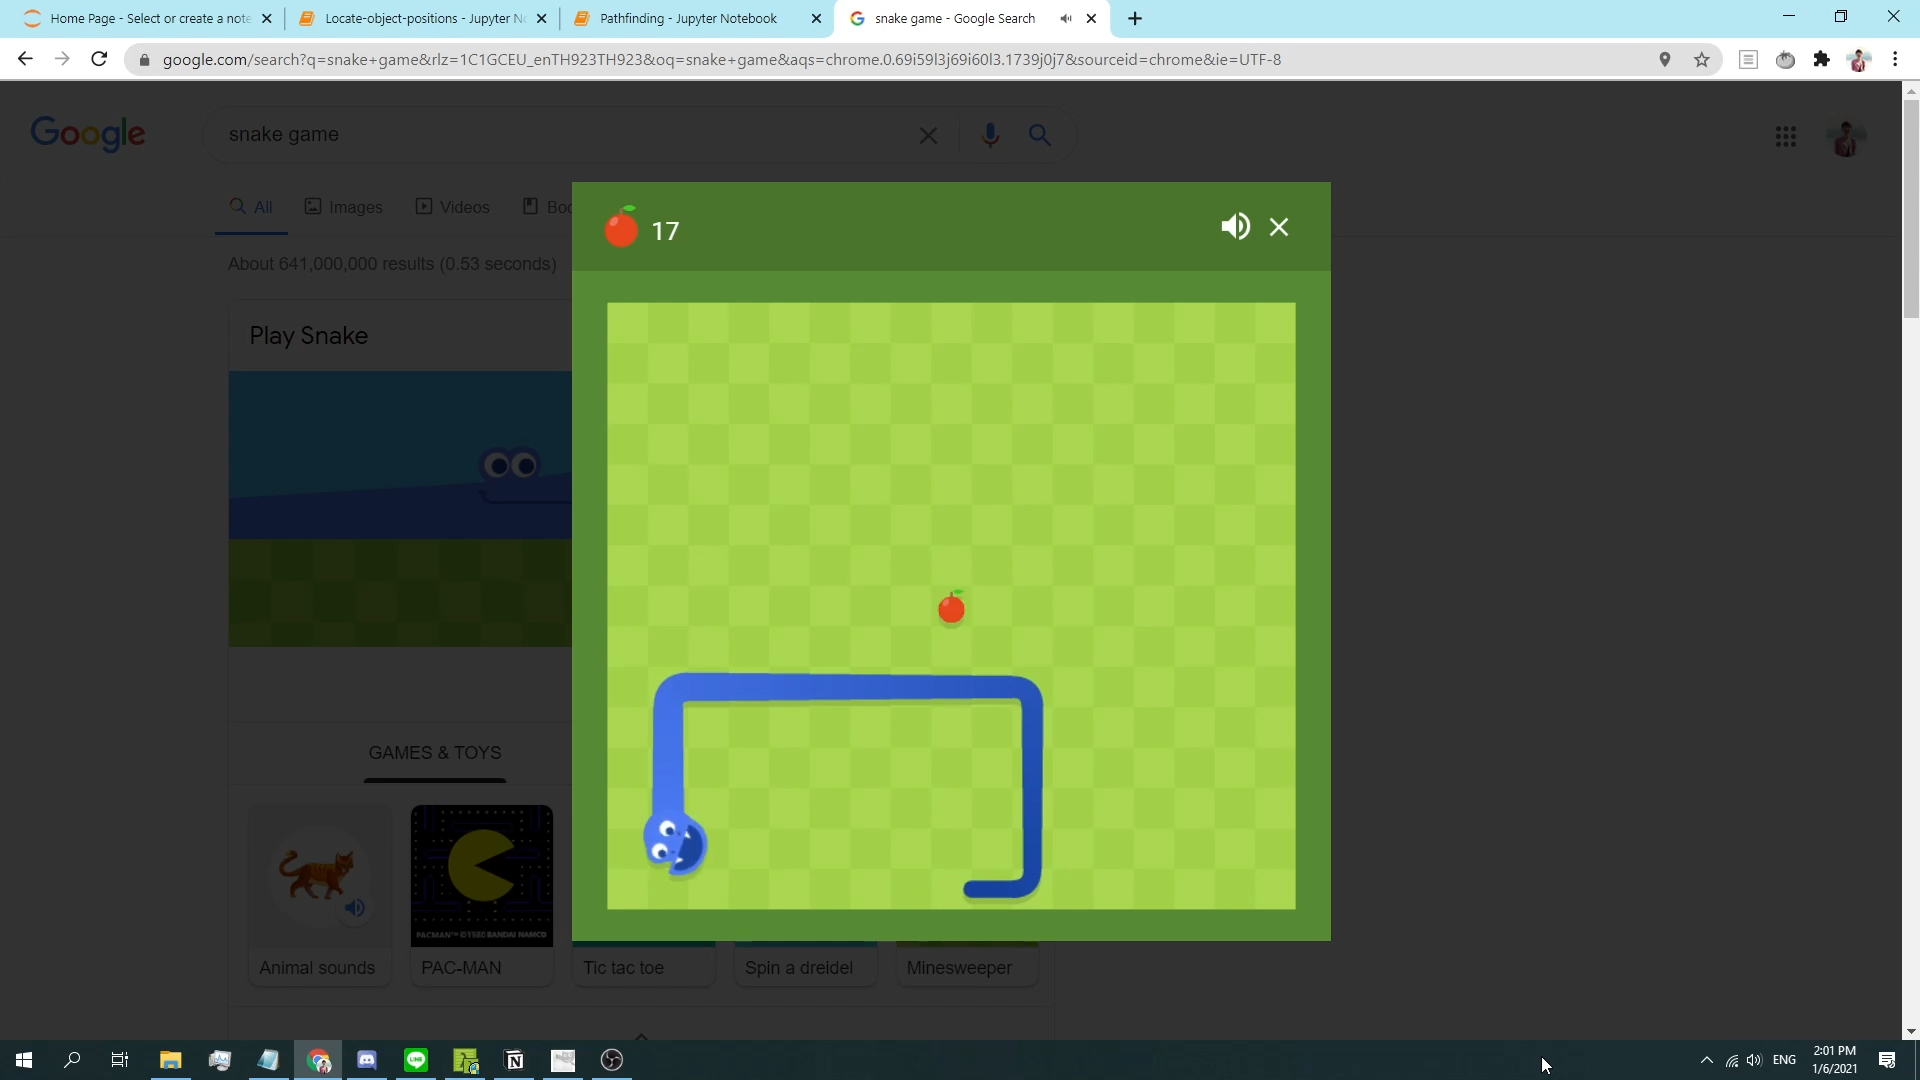 Home Page - Select or create a note
Locate-object-positions - Jupyter N
Pathfinding - Jupyter Notebook
snake game - Google Search
google.com/search?q=snake+game&rlz=1C1GCEU_enTH923TH923&oq=snake+game&aqs=chrome.0.69i59l3j69i60l3.1739j0j7&sourceid=chrome&ie=UTF-8
Google
snake game
All
Images
Videos
Boo
17
About 641,000,000 results (0.53 seconds)
Play Snake
GAMES & TOYS
PACMAN™ ©1980 BANDAI NAMCO
Animal sounds
PAC-MAN
Tic tac toe
Spin a dreidel
Minesweeper
LINE
N
ENG
2:01 PM
1/6/2021